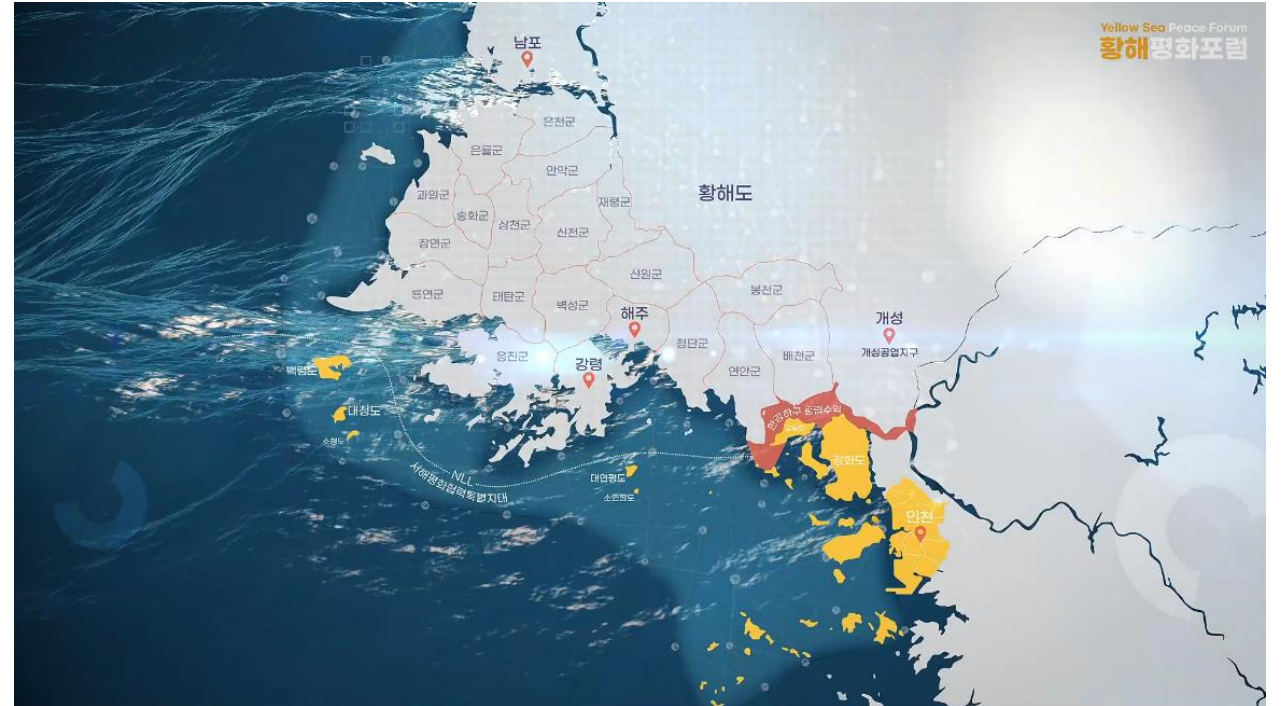 Yellow Sea Peace Forum
황해평화포럼
남포
은천군
은율군
안악군
과일군
재령군
황해도
송화군
삼천군
신천군
장연군
신원군
봉천군
룡연군
태탄군
벽성군
해주
개성
개성공업지구
청단군
배천군
옹진군
강령
연안군
백령도
대청도
소청도
한강하구 중립수역
교동도
강화도
NLL
서해평화협력특별지대
대연평도
소연평도
인천